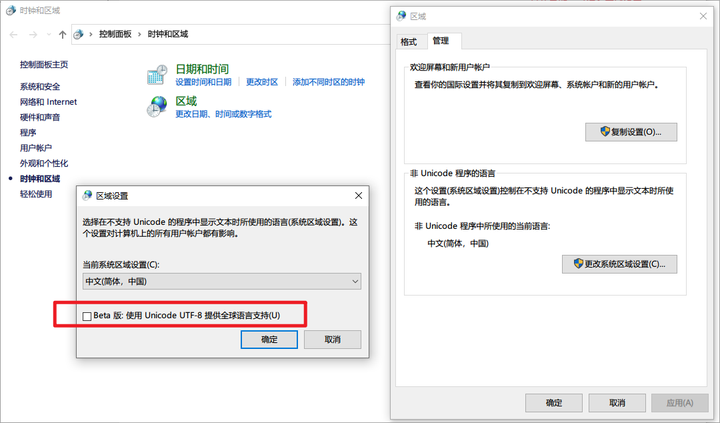 时钟和区域
控制面板
时钟和区域
控制面板主页
系统和安全
网络和 Internet
硬件和声音
程序
用户帐户
外观和个性化
时钟和区域
轻松使用
日期和时间
设置时间和日期
更改时区
添加不同时区的时钟
区域
更改日期、时间或数字格式
区域设置
选择在不支持 Unicode 的程序中显示文本时所使用的语言(系统区域设置)。这
个设置对计算机上的所有用户帐户都有影响。
当前系统区域设置(C):
中文(简体，中国)
Beta 版: 使用 Unicode UTF-8 提供全球语言支持(U)
确定
取消
区域
格式
管理
欢迎屏幕和新用户帐户
查看你的国际设置并将其复制到欢迎屏幕、系统帐户和新的用户帐户。
复制设置(O)...
非 Unicode 程序的语言
这个设置(系统区域设置)控制在不支持 Unicode 的程序中显示文本时所使
用的语言。
非 Unicode 程序中所使用的当前语言:
中文(简体，中国)
更改系统区域设置(C)...
确定
取消
应用(A)